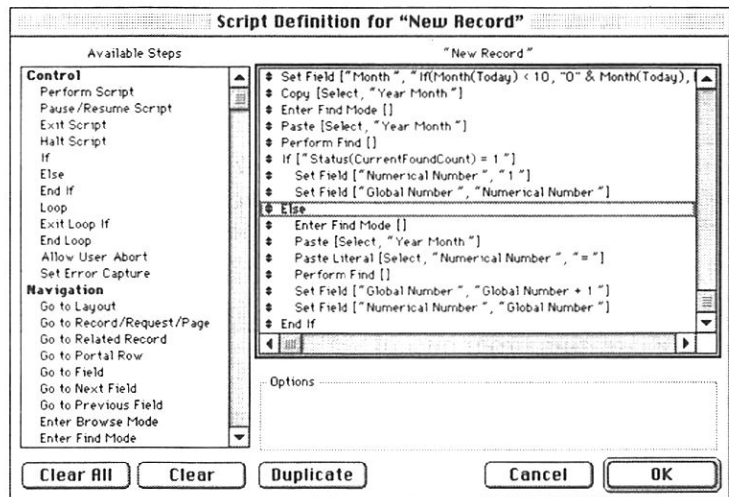 Script Definition for “New Record”
Available Steps
Control
Perform Script
Pause/Resume Script
Exit Script
Halt Script
If
Else
End If
Loop
Exit Loop If
End Loop
Allow User Abort
Set Error Capture
Navigation
Go to Layout
Go to Record/Request/Page
Go to Related Record
Go to Portal Row
Go to Field
Go to Next Field
Go to Previous Field
Enter Browse Mode
Enter Find Mode
"New Record"
Set Field ["Month", "If(Month(Today) < 10, "0" & Month(Today),
Copy [Select, "Year Month"]
Enter Find Mode []
Paste [Select, "Year Month"]
Perform Find []
If ["Status(CurrentFoundCount) = 1"]
Set Field ["Numerical Number", "1"]
Set Field ["Global Number", "Numerical Number"]
Else
Enter Find Mode []
Paste [Select, "Year Month"]
Paste Literal [Select, "Numerical Number", "="]
Perform Find []
Set Field ["Global Number", "Global Number + 1"]
Set Field ["Numerical Number", "Global Number"]
End If
Options
Clear All
Clear
Duplicate
Cancel
OK